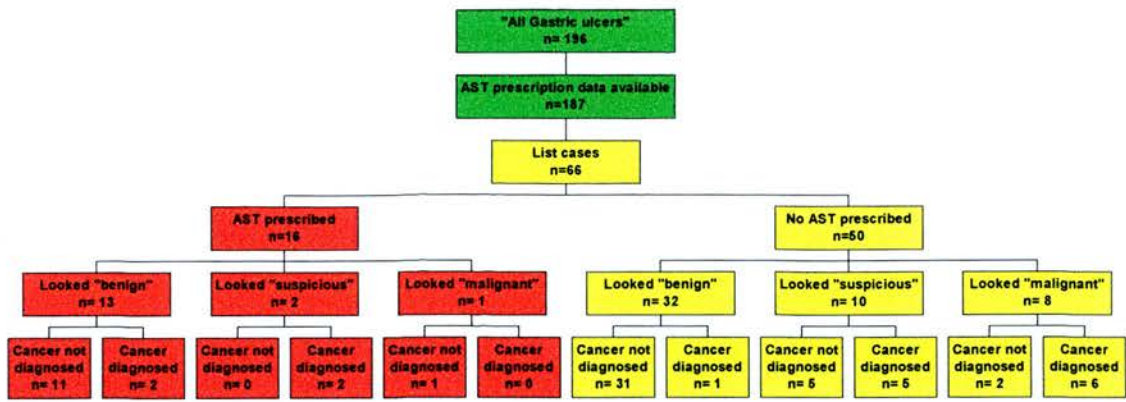 "All Gastric ulcers"
n= 196
AST prescription data available
n=187
List cases
n=66
AST prescribed
n=16
No AST prescribed
n=50
Looked "benign"
n= 13
Looked "suspicious"
n= 2
Looked "malignant"
n= 1
Looked "benign"
n= 32
Looked "suspicious"
n= 10
Looked "malignant"
n= 8
Cancer not
diagnosed
n= 11
Cancer
diagnosed
n= 2
Cancer not
diagnosed
n= 0
Cancer
diagnosed
n= 2
Cancer not
diagnosed
n= 1
Cancer
diagnosed
n= 0
Cancer not
diagnosed
n= 31
Cancer
diagnosed
n= 1
Cancer not
diagnosed
n= 5
Cancer
diagnosed
n= 5
Cancer not
diagnosed
n= 2
Cancer
diagnosed
n= 6